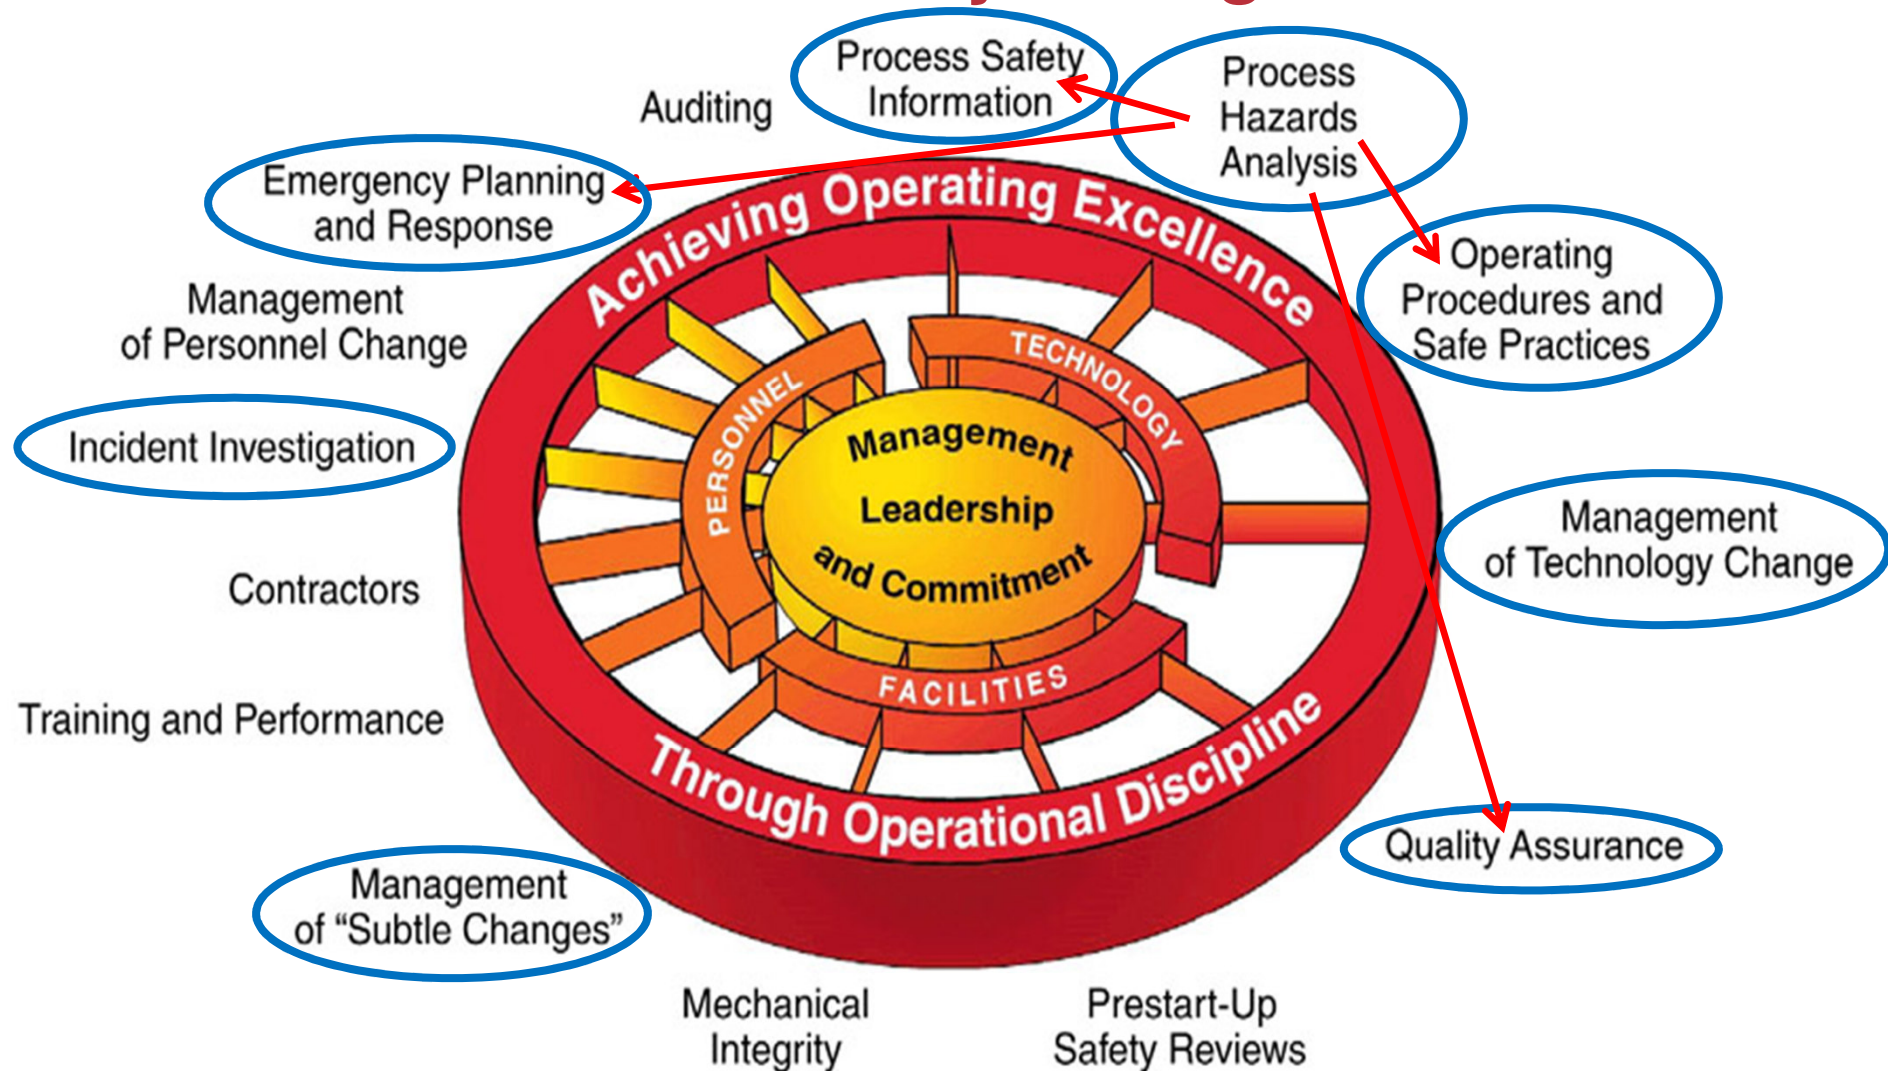 Process Safety
Information
Process
Hazards
Analysis
Auditing
Emergency Planning
and Response
Operating
Procedures and
Safe Practices
Management
of Personnel Change
Incident Investigation
Management
of Technology Change
Contractors
Training and Performance
Quality Assurance
Management
of “Subtle Changes”
Mechanical
Integrity
Prestart-Up
Safety Reviews
Achieving Operating Excellence
Through Operational Discipline
PERSONNEL
TECHNOLOGY
FACILITIES
Management
Leadership
and Commitment